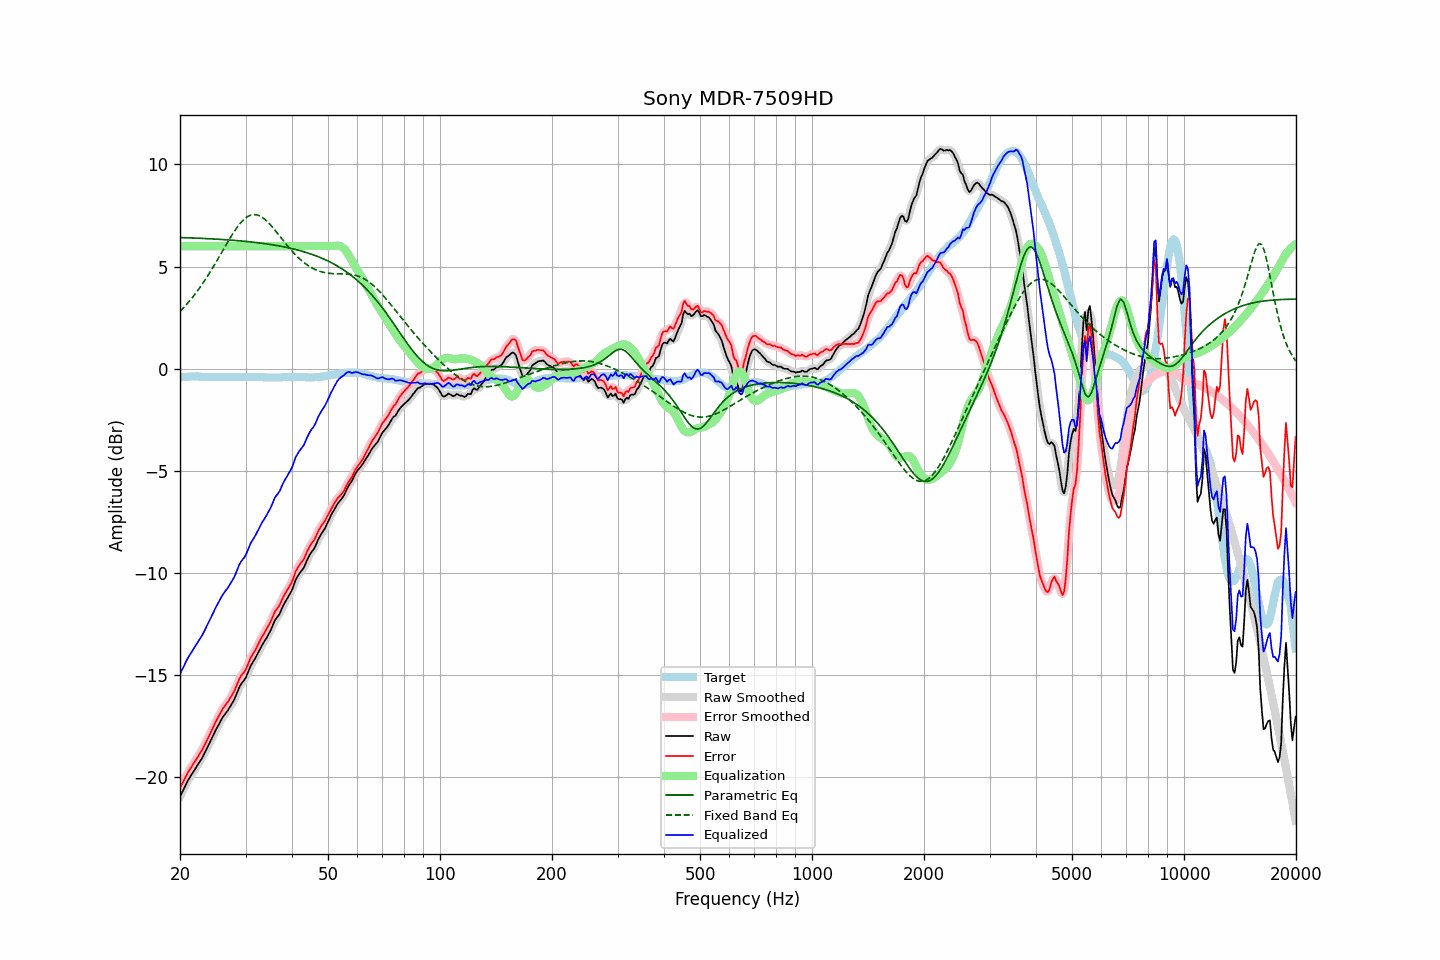 Sony MDR-7509HD
Amplitude (dBr)
10
5
0
−5
−10
−15
−20
20
50
100
200
500
1000
2000
5000
10000
20000
Frequency (Hz)
Target
Raw Smoothed
Error Smoothed
Raw
Error
Equalization
Parametric Eq
Fixed Band Eq
Equalized